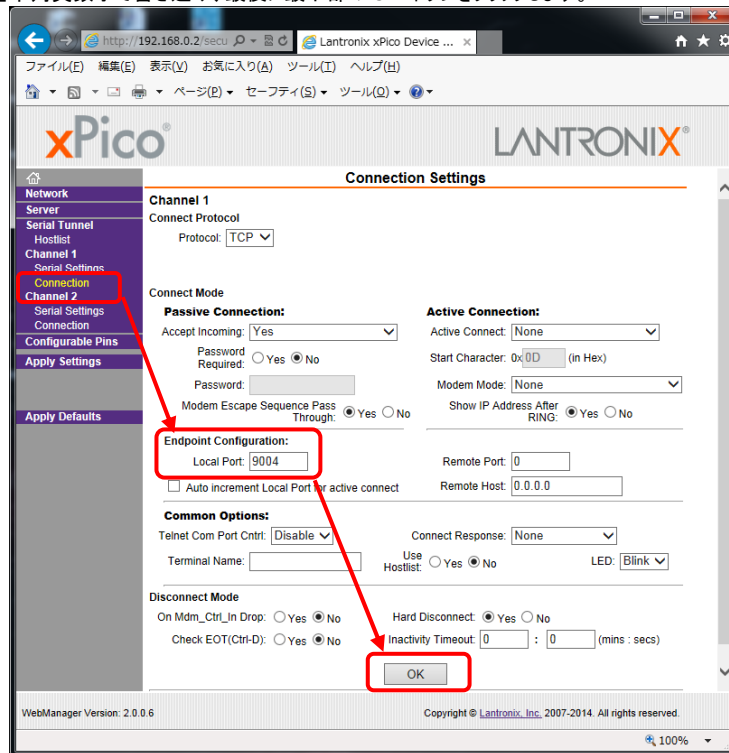 http://192.168.0.2/secu
Lantronix xPico Device ...
ファイル(F) 編集(E) 表示(V) お気に入り(A) ツール(T) ヘルプ(H)
ページ(P) セーフティ(S) ツール(O)
xPico®
LANTRONIX®
Network
Server
Serial Tunnel
Hostlist
Channel 1
Serial Settings
Connection
Channel 2
Serial Settings
Connection
Configurable Pins
Apply Settings
Apply Defaults
Connection Settings
Channel 1
Connect Protocol
Protocol: TCP
Connect Mode
Passive Connection: Active Connection:
Accept Incoming: Yes Active Connect: None
Password Required: Yes No Start Character: 0x 0D (in Hex)
Password: Modem Mode: None
Modem Escape Sequence Pass Through: Yes No Show IP Address After RING: Yes No
Endpoint Configuration:
Local Port: 9004 Remote Port: 0
Auto increment Local Port for active connect Remote Host: 0.0.0.0
Common Options:
Telnet Com Port Cntrl: Disable Connect Response: None
Terminal Name: Use Hostlist: Yes No LED: Blink
Disconnect Mode
On Mdm_Ctrl_In Drop: Yes No Hard Disconnect: Yes No
Check EOT(Ctrl-D): Yes No Inactivity Timeout: 0 : 0 (mins : secs)
OK
WebManager Version: 2.0.0.6 Copyright © Lantronix, Inc. 2007-2014. All rights reserved.
100%